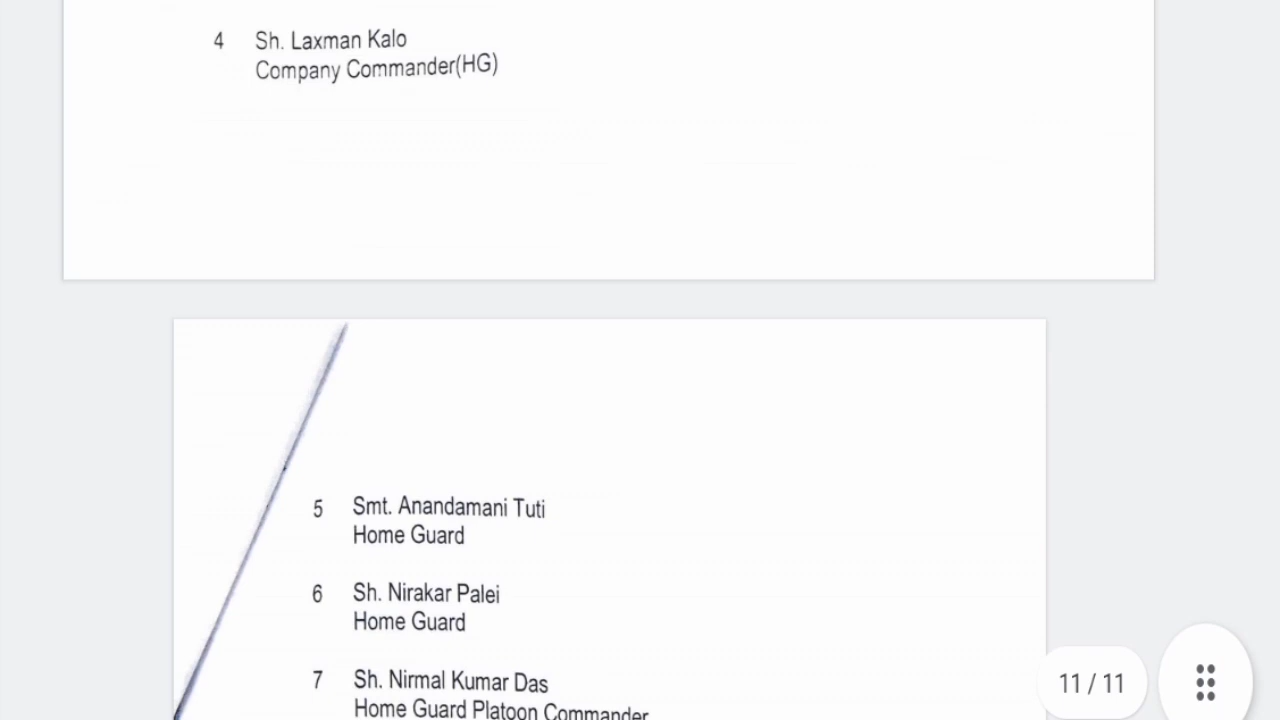 4 Sh. Laxman Kalo
Company Commander(HG)
5 Smt. Anandamani Tuti
Home Guard
6 Sh. Nirakar Palei
Home Guard
7 Sh. Nirmal Kumar Das
Home Guard Platoon Commander
11 / 11